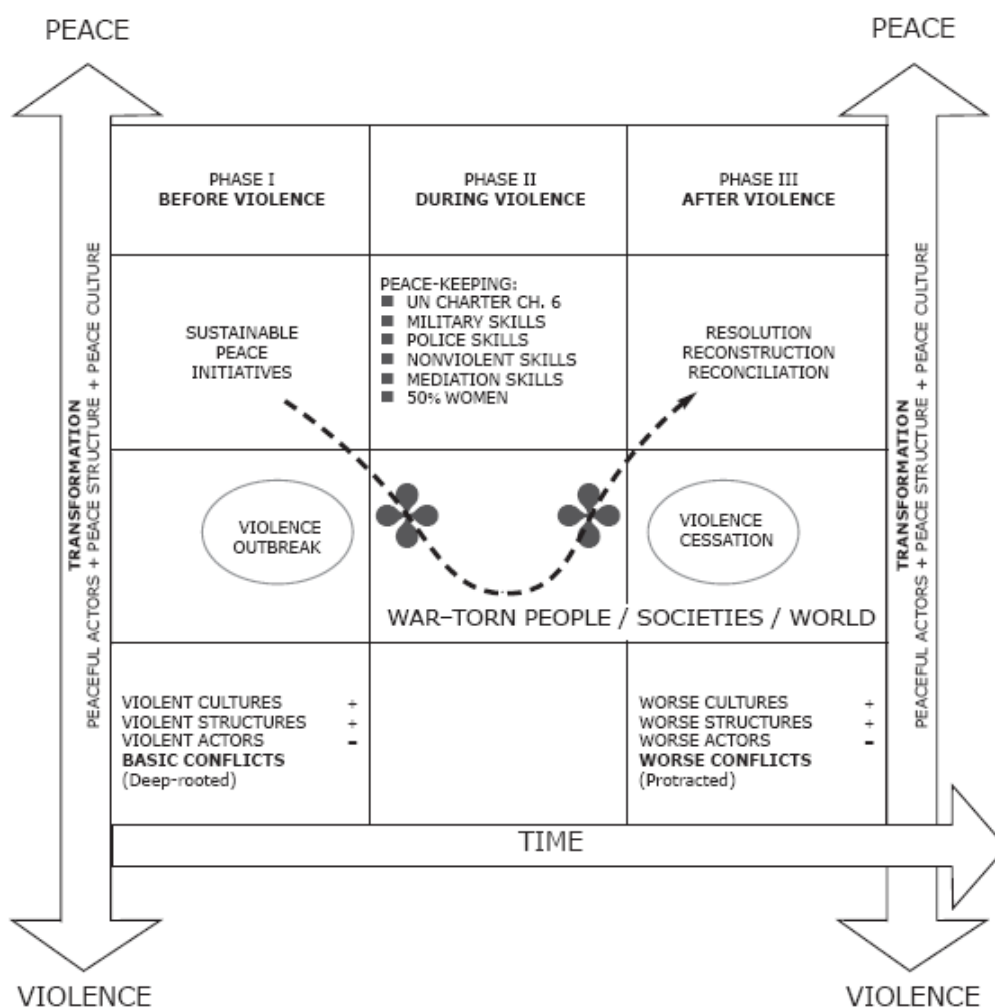 PEACE
PEACE
PHASE I
BEFORE VIOLENCE
PHASE II
DURING VIOLENCE
PHASE III
AFTER VIOLENCE
TRANSFORMATION
PEACEFUL ACTORS + PEACE STRUCTURE + PEACE CULTURE
SUSTAINABLE
PEACE
INITIATIVES
PEACE-KEEPING:
■ UN CHARTER CH. 6
■ MILITARY SKILLS
■ POLICE SKILLS
■ NONVIOLENT SKILLS
■ MEDIATION SKILLS
■ 50% WOMEN
RESOLUTION
RECONSTRUCTION
RECONCILIATION
TRANSFORMATION
PEACEFUL ACTORS + PEACE STRUCTURE + PEACE CULTURE
VIOLENCE
OUTBREAK
VIOLENCE
CESSATION
WAR–TORN PEOPLE / SOCIETIES / WORLD
VIOLENT CULTURES +
VIOLENT STRUCTURES +
VIOLENT ACTORS –
BASIC CONFLICTS
(Deep-rooted)
WORSE CULTURES +
WORSE STRUCTURES +
WORSE ACTORS –
WORSE CONFLICTS
(Protracted)
TIME
VIOLENCE
VIOLENCE